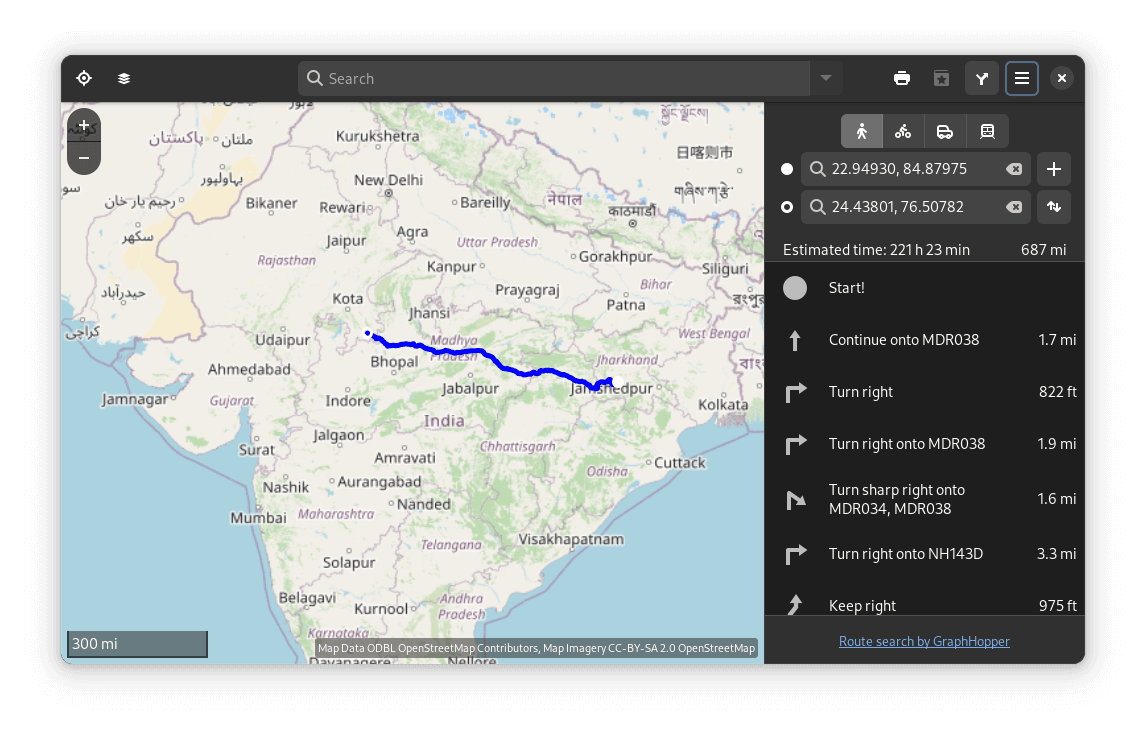 Search
22.94930, 84.87975
24.43801, 76.50782
Estimated time: 221 h 23 min 687 mi
Start!
Continue onto MDR038 1.7 mi
Turn right 822 ft
Turn right onto MDR038 1.9 mi
Turn sharp right onto
MDR034, MDR038 1.6 mi
Turn right onto NH143D 3.3 mi
Keep right 975 ft
Route search by GraphHopper
Kurukshetra
پاکستان
ملتان
日喀则市
بہاولپور
New Delhi
رحیم یار خان
Bikaner
Rewari
Bareilly
नेपाल
काठमाडौँ
سکھر
Jaipur
Agra
Uttar Pradesh
Gorakhpur
Rajasthan
Kanpur
Siliguri
حیدرآباد
Kota
Prayagraj
Bihar
Patna
Jhansi
کراچی
Udaipur
Madhya
Pradesh
West Bengal
Bhopal
Jharkhand
Ahmedabad
Jabalpur
Jamshedpur
Jamnagar
Gujarat
Indore
Kolkata
India
Jalgaon
Surat
Chhattisgarh
Amravati
Cuttack
Odisha
Nashik
Aurangabad
Nanded
Mumbai
Maharashtra
Visakhapatnam
Telangana
Solapur
Belagavi
Kurnool
Andhra
Pradesh
Karnataka
Davanagere
Nellore
300 mi
Map Data ODBL OpenStreetMap Contributors, Map Imagery CC-BY-SA 2.0 OpenStreetMap